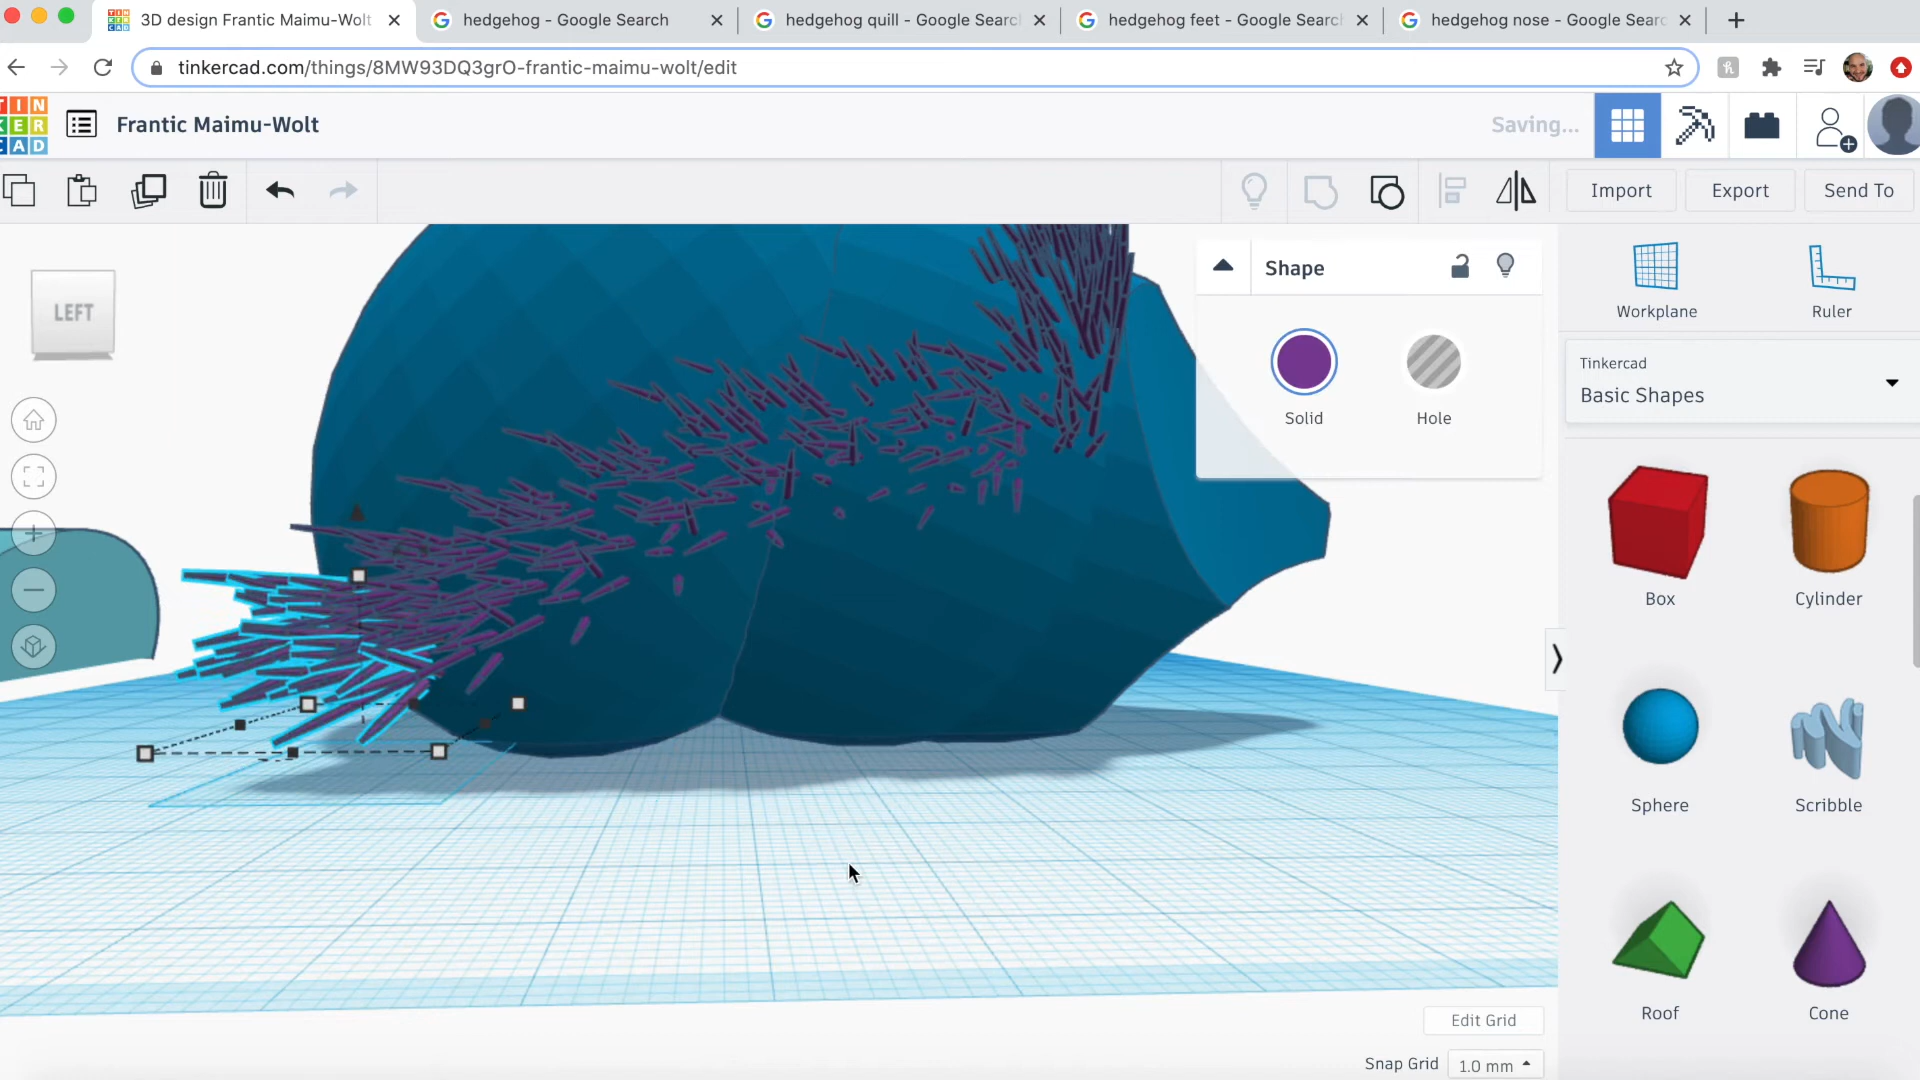 3D design Frantic Maimu-Wolt
hedgehog - Google Search
hedgehog quill - Google Searc
hedgehog feet - Google Searc
hedgehog nose - Google Searc
tinkercad.com/things/8MW93DQ3grO-frantic-maimu-wolt/edit
TIN
KER
CAD
Frantic Maimu-Wolt
Saving...
Import
Export
Send To
LEFT
Shape
Solid
Hole
Workplane
Ruler
Tinkercad
Basic Shapes
Box
Cylinder
Sphere
Scribble
Roof
Cone
Edit Grid
Snap Grid
1.0 mm